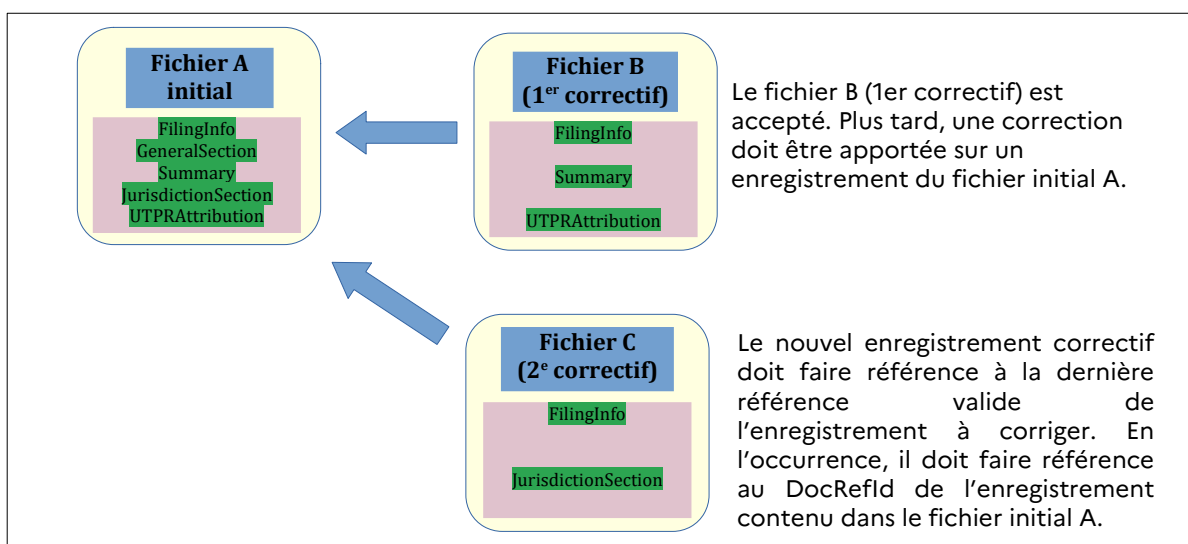 Fichier A
initial
FilingInfo
GeneralSection
Summary
JurisdictionSection
UTPRAttribution
Fichier B
(1er correctif)
FilingInfo
Summary
UTPRAttribution
Le fichier B (1er correctif) est
accepté. Plus tard, une correction
doit être apportée sur un
enregistrement du fichier initial A.
Fichier C
(2e correctif)
FilingInfo
JurisdictionSection
Le nouvel enregistrement correctif
doit faire référence à la dernière
référence valide de
l'enregistrement à corriger. En
l'occurrence, il doit faire référence
au DocRefId de l'enregistrement
contenu dans le fichier initial A.